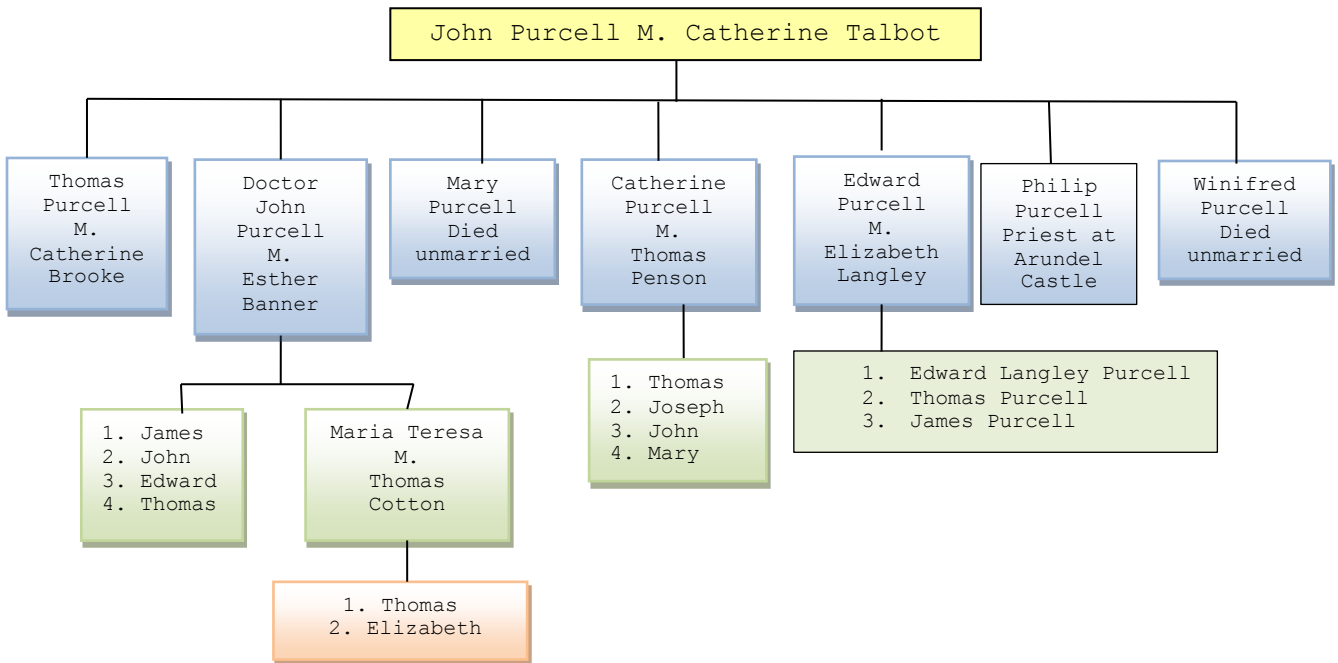 John Purcell M. Catherine Talbot
Thomas
Purcell
M.
Catherine
Brooke
Doctor
John
Purcell
M.
Esther
Banner
Mary
Purcell
Died
unmarried
Catherine
Purcell
M.
Thomas
Penson
Edward
Purcell
M.
Elizabeth
Langley
Philip
Purcell
Priest at
Arundel
Castle
Winifred
Purcell
Died
unmarried
1. James
2. John
3. Edward
4. Thomas
Maria Teresa
M.
Thomas
Cotton
1. Thomas
2. Joseph
3. John
4. Mary
1. Edward Langley Purcell
2. Thomas Purcell
3. James Purcell
1. Thomas
2. Elizabeth